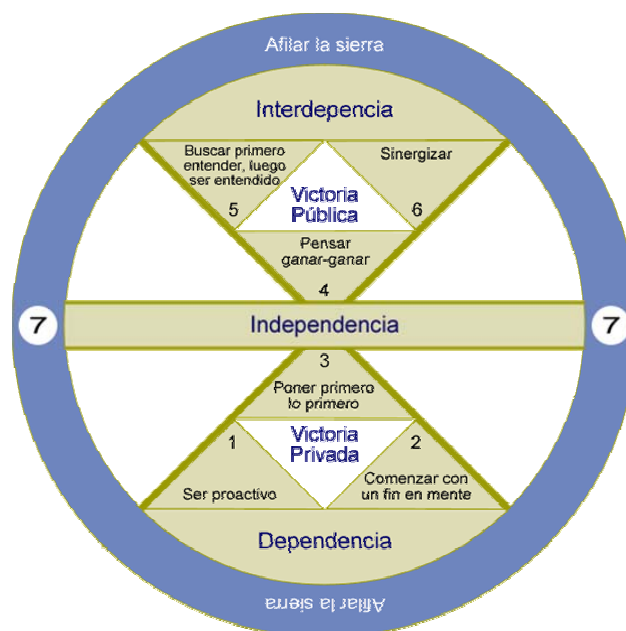 Afilar la sierra
Interdepencia
Buscar primero
entender, luego
ser entendido
Sinergizar
5
Victoria
Pública
6
Pensar
ganar-ganar
4
7
Independencia
7
3
Poner primero
lo primero
1
Victoria
Privada
2
Ser proactivo
Comenzar con
un fin en mente
Dependencia
Afilar la sierra